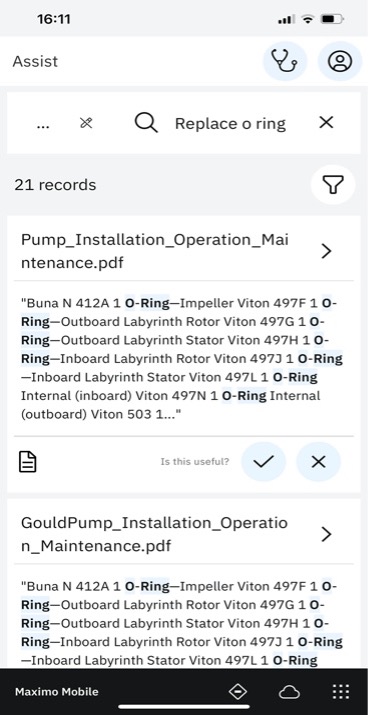 16:11
Assist
... Replace o ring
21 records
Pump_Installation_Operation_Mai
ntenance.pdf
"Buna N 412A 1 O-Ring—Impeller Viton 497F 1 O-
Ring—Outboard Labyrinth Rotor Viton 497G 1 O-
Ring—Outboard Labyrinth Stator Viton 497H 1 O-
Ring—Inboard Labyrinth Rotor Viton 497J 1 O-Ring
—Inboard Labyrinth Stator Viton 497L 1 O-Ring
Internal (inboard) Viton 497N 1 O-Ring Internal
(outboard) Viton 503 1..."
Is this useful?
GouldPump_Installation_Operatio
n_Maintenance.pdf
"Buna N 412A 1 O-Ring—Impeller Viton 497F 1 O-
Ring—Outboard Labyrinth Rotor Viton 497G 1 O-
Ring—Outboard Labyrinth Stator Viton 497H 1 O-
Ring—Inboard Labyrinth Rotor Viton 497J 1 O-Ring
—Inboard Labyrinth Stator Viton 497L 1 O-Ring
Maximo Mobile